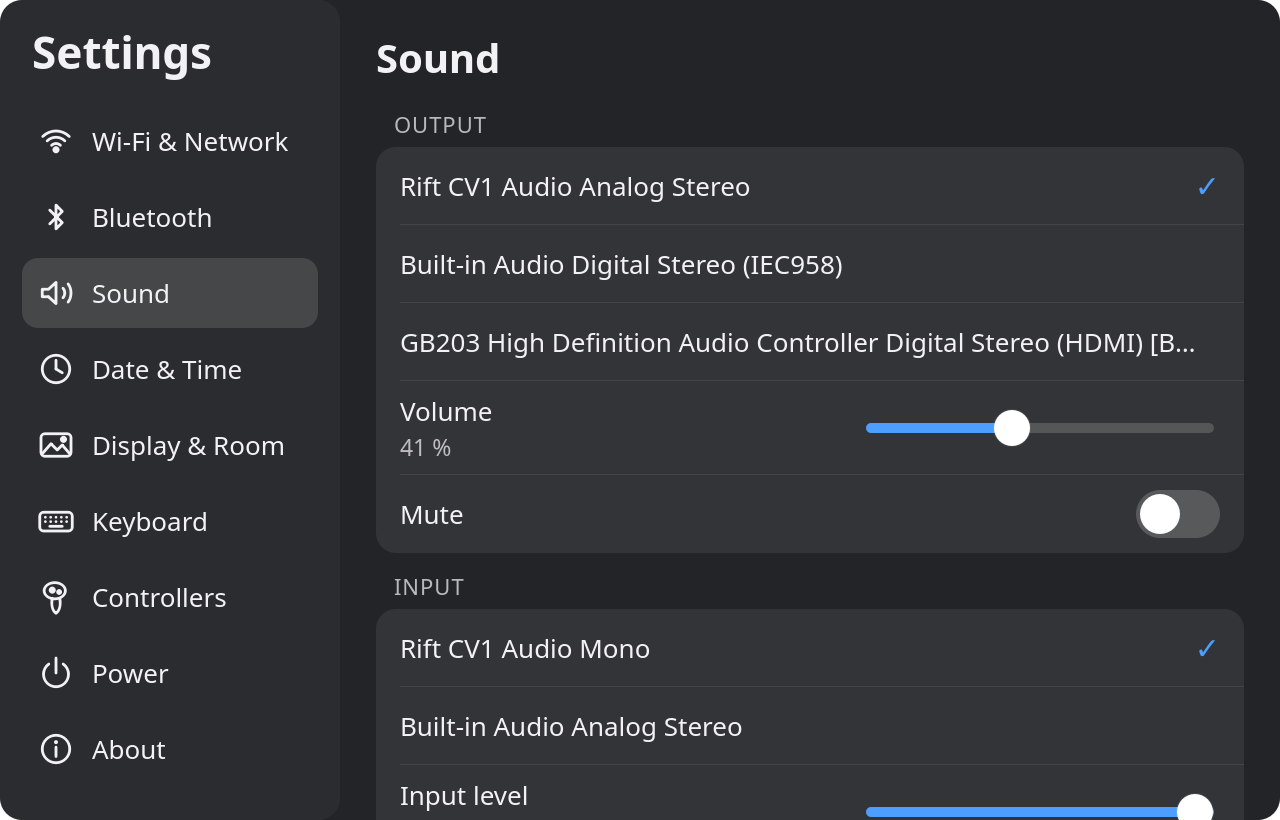 Settings
Wi-Fi & Network
Bluetooth
Sound
Date & Time
Display & Room
Keyboard
Controllers
Power
About
Sound
OUTPUT
Rift CV1 Audio Analog Stereo ✓
Built-in Audio Digital Stereo (IEC958)
GB203 High Definition Audio Controller Digital Stereo (HDMI) [B...
Volume
41 %
Mute
INPUT
Rift CV1 Audio Mono ✓
Built-in Audio Analog Stereo
Input level